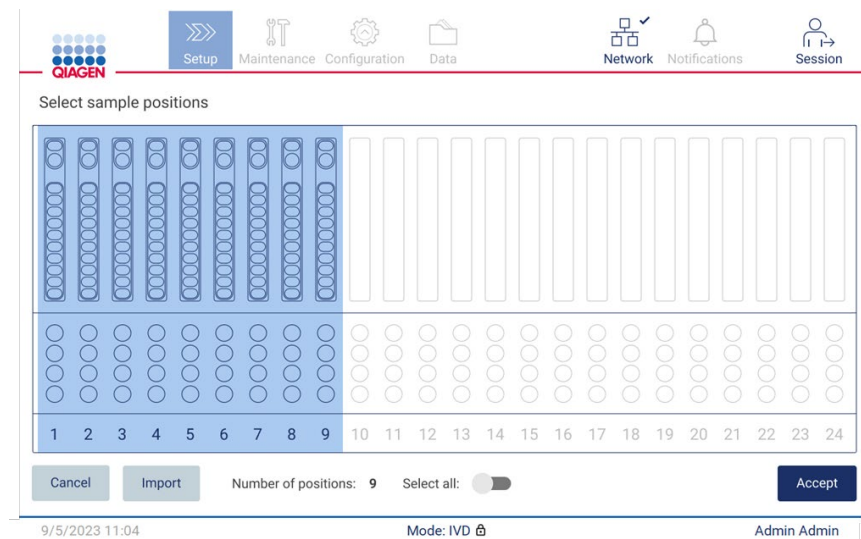 QIAGEN
Setup Maintenance Configuration Data Network Notifications Session
Select sample positions
1 2 3 4 5 6 7 8 9 10 11 12 13 14 15 16 17 18 19 20 21 22 23 24
Cancel Import Number of positions: 9 Select all: Accept
9/5/2023 11:04 Mode: IVD Admin Admin